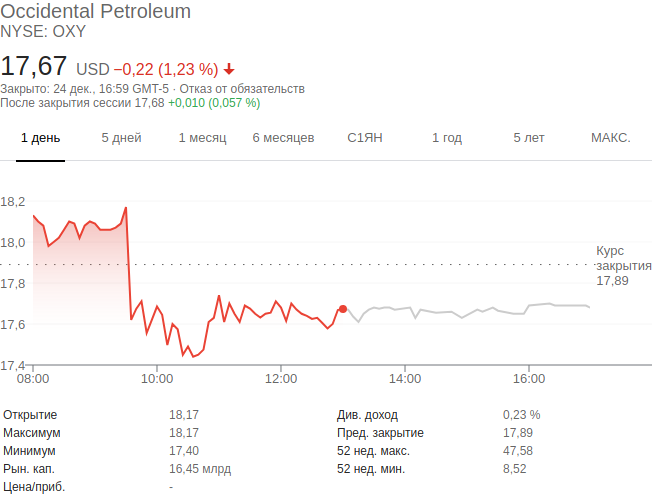 Occidental Petroleum
NYSE: OXY
17,67 USD −0,22 (1,23 %)
Закрыто: 24 дек., 16:59 GMT-5 · Отказ от обязательств
После закрытия сессии 17,68 +0,010 (0,057 %)
1 день 5 дней 1 месяц 6 месяцев С1ЯН 1 год 5 лет МАКС.
18,2
18,0
Курс
закрытия
17,89
17,8
17,6
17,4
08:00 10:00 12:00 14:00 16:00
Открытие 18,17 Див. доход 0,23 %
Максимум 18,17 Пред. закрытие 17,89
Минимум 17,40 52 нед. макс. 47,58
Рын. кап. 16,45 млрд 52 нед. мин. 8,52
Цена/приб. -